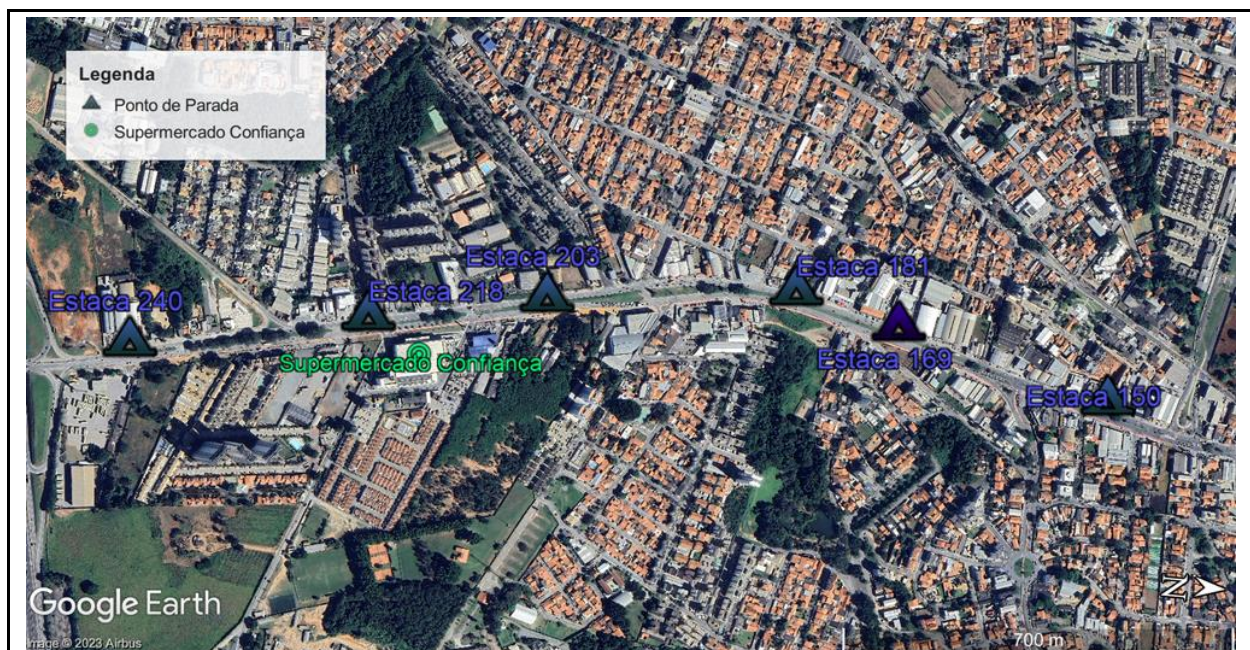 Legenda
Ponto de Parada
Supermercado Confiança
Estaca 203
Estaca 181
Estaca 240
Estaca 218
Supermercado Confiança
Estaca 169
Estaca 150
N
Google Earth
Image © 2023 Airbus
700 m